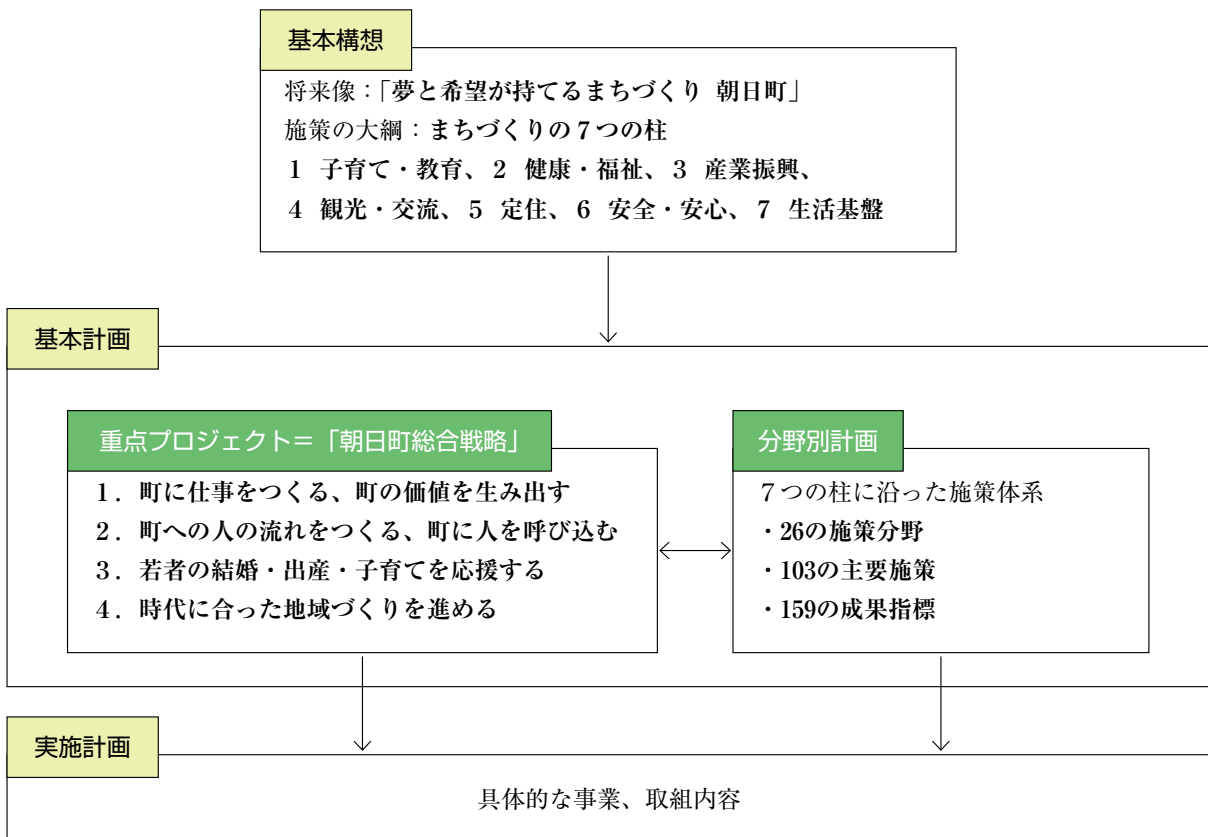 基本構想
将来像：「夢と希望が持てるまちづくり 朝日町」
施策の大綱：まちづくりの７つの柱
１ 子育て・教育、２ 健康・福祉、３ 産業振興、
４ 観光・交流、５ 定住、６ 安全・安心、７ 生活基盤
基本計画
重点プロジェクト＝「朝日町総合戦略」
１．町に仕事をつくる、町の価値を生み出す
２．町への人の流れをつくる、町に人を呼び込む
３．若者の結婚・出産・子育てを応援する
４．時代に合った地域づくりを進める
分野別計画
７つの柱に沿った施策体系
・26の施策分野
・103の主要施策
・159の成果指標
実施計画
具体的な事業、取組内容